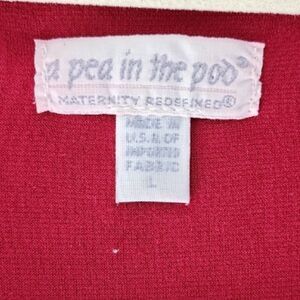 a pea in the pod®
MATERNITY REDEFINED®
MADE IN
U.S.A. OF
IMPORTED
FABRIC
L